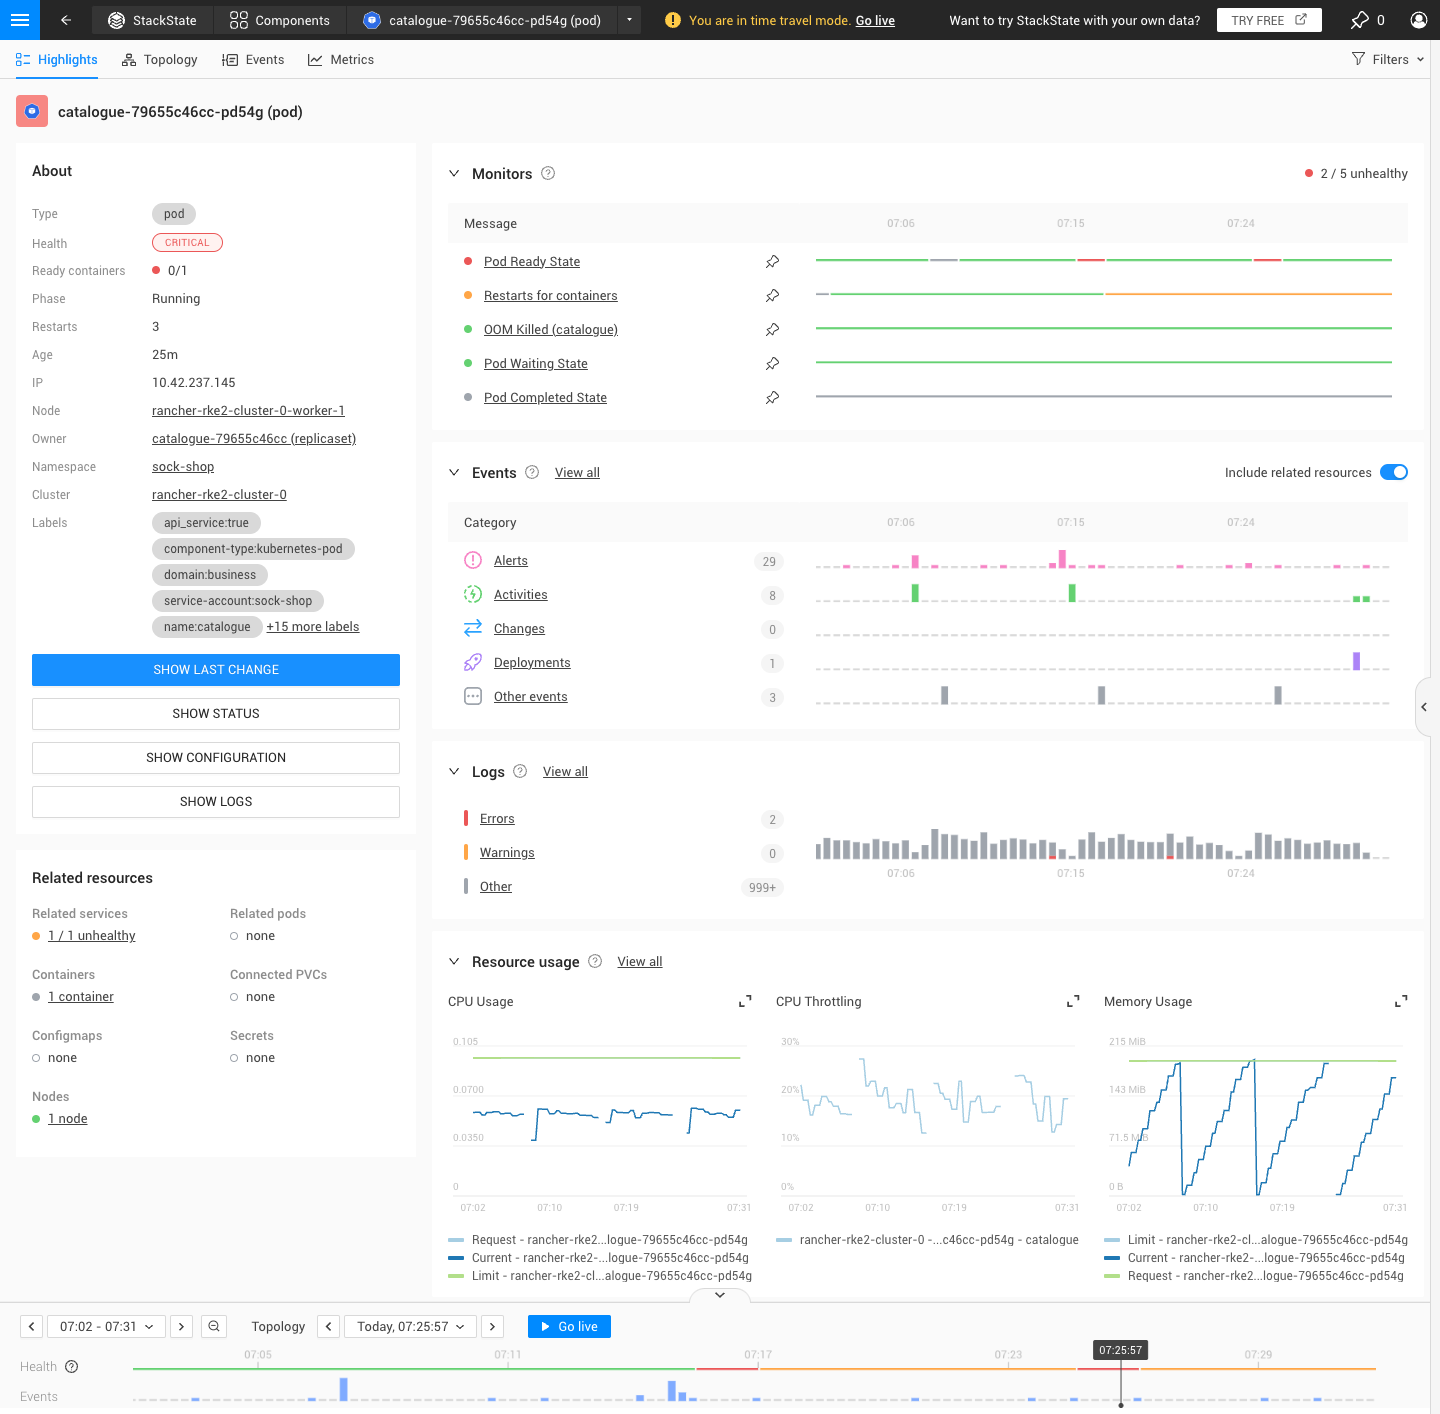 StackState
Components
catalogue-79655c46cc-pd54g (pod)
You are in time travel mode. Go live
Want to try StackState with your own data?
TRY FREE
0
Highlights
Topology
Events
Metrics
Filters
catalogue-79655c46cc-pd54g (pod)
About
Type pod
Health CRITICAL
Ready containers 0/1
Phase Running
Restarts 3
Age 25m
IP 10.42.237.145
Node rancher-rke2-cluster-0-worker-1
Owner catalogue-79655c46cc (replicaset)
Namespace sock-shop
Cluster rancher-rke2-cluster-0
Labels api_service:true
component-type:kubernetes-pod
domain:business
service-account:sock-shop
name:catalogue +15 more labels
SHOW LAST CHANGE
SHOW STATUS
SHOW CONFIGURATION
SHOW LOGS
Related resources
Related services Related pods
1 / 1 unhealthy none
Containers Connected PVCs
1 container none
Configmaps Secrets
none none
Nodes
1 node
Monitors ? 2 / 5 unhealthy
Message 07:06 07:15 07:24
Pod Ready State
Restarts for containers
OOM Killed (catalogue)
Pod Waiting State
Pod Completed State
Events ? View all Include related resources
Category 07:06 07:15 07:24
Alerts 29
Activities 8
Changes 0
Deployments 1
Other events 3
Logs ? View all
Errors 2
Warnings 0
Other 999+
07:06 07:15 07:24
Resource usage ? View all
CPU Usage
0.105
0.0700
0.0350
0
07:02 07:10 07:19 07:31
Request - rancher-rke2...logue-79655c46cc-pd54g
Current - rancher-rke2-...logue-79655c46cc-pd54g
Limit - rancher-rke2-cl...alogue-79655c46cc-pd54g
CPU Throttling
30%
20%
10%
0%
07:02 07:10 07:19 07:31
rancher-rke2-cluster-0 -...c46cc-pd54g - catalogue
Memory Usage
215 MiB
143 MiB
71.5 MiB
0 B
07:02 07:10 07:19 07:31
Limit - rancher-rke2-cl...alogue-79655c46cc-pd54g
Current - rancher-rke2-...logue-79655c46cc-pd54g
Request - rancher-rke2...logue-79655c46cc-pd54g
07:02 - 07:31
Topology
Today, 07:25:57
Go live
07:05 07:11 07:17 07:23 07:25:57 07:29
Health ?
Events